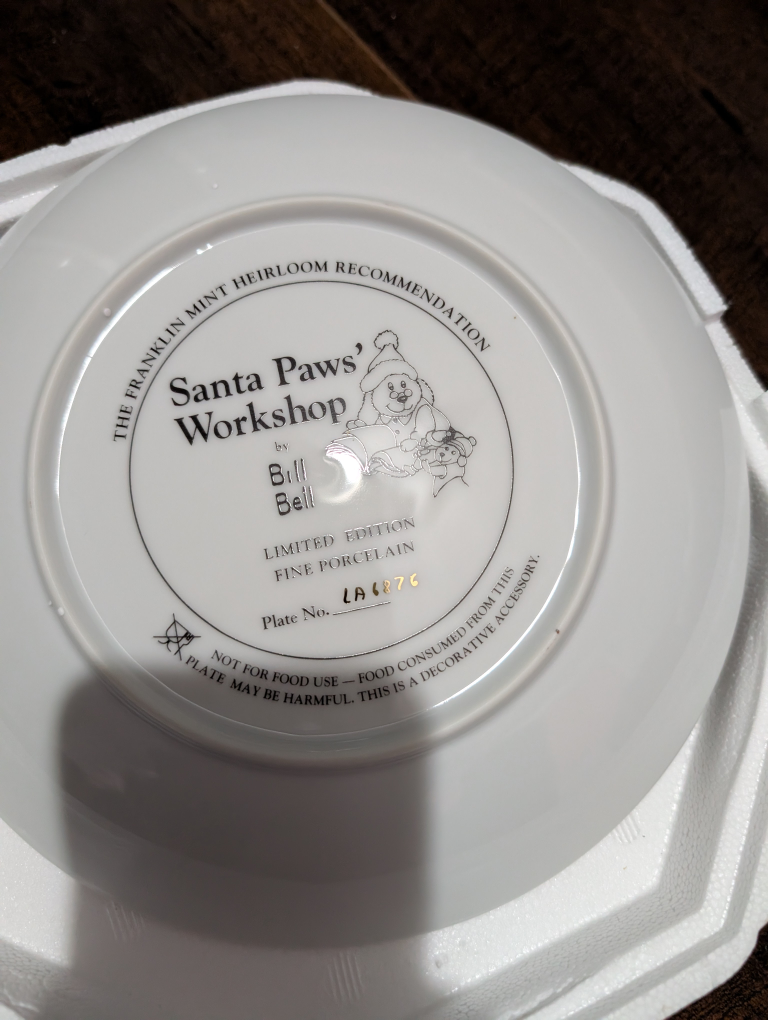 THE FRANKLIN MINT HEIRLOOM RECOMMENDATION
Santa Paws'
Workshop
by
Bill
Bell
LIMITED EDITION
FINE PORCELAIN
Plate No. LA6876
NOT FOR FOOD USE — FOOD CONSUMED FROM THIS
PLATE MAY BE HARMFUL. THIS IS A DECORATIVE ACCESSORY.